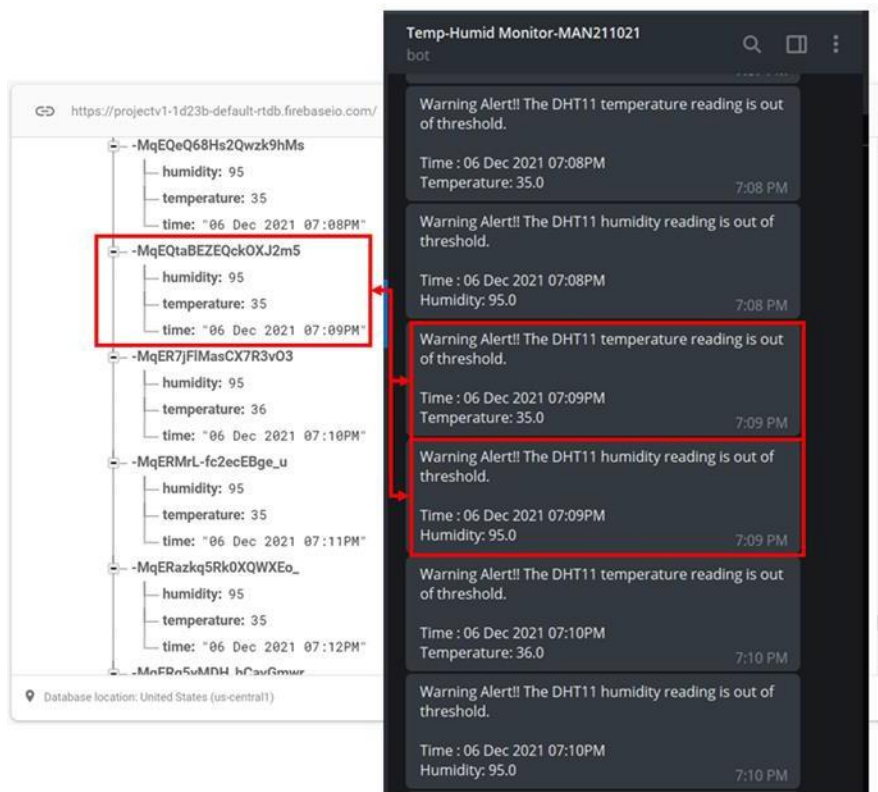 https://projectv1-1d23b-default-rtdb.firebaseio.com/
-MqEQeQ68Hs2Qwzk9hMs
humidity: 95
temperature: 35
time: "06 Dec 2021 07:08PM"
-MqEQtaBEZEQckOXJ2m5
humidity: 95
temperature: 35
time: "06 Dec 2021 07:09PM"
-MqER7jFlMasCX7R3vO3
humidity: 95
temperature: 36
time: "06 Dec 2021 07:10PM"
-MqERMrL-fc2ecEBge_u
humidity: 95
temperature: 35
time: "06 Dec 2021 07:11PM"
-MqERazkq5Rk0XQWXEo_
humidity: 95
temperature: 35
time: "06 Dec 2021 07:12PM"
Database location: United States (us-central1)
Temp-Humid Monitor-MAN211021
bot
Warning Alert!! The DHT11 temperature reading is out
of threshold.
Time : 06 Dec 2021 07:08PM
Temperature: 35.0
7:08 PM
Warning Alert!! The DHT11 humidity reading is out of
threshold.
Time : 06 Dec 2021 07:08PM
Humidity: 95.0
7:08 PM
Warning Alert!! The DHT11 temperature reading is out
of threshold.
Time : 06 Dec 2021 07:09PM
Temperature: 35.0
7:09 PM
Warning Alert!! The DHT11 humidity reading is out of
threshold.
Time : 06 Dec 2021 07:09PM
Humidity: 95.0
7:09 PM
Warning Alert!! The DHT11 temperature reading is out
of threshold.
Time : 06 Dec 2021 07:10PM
Temperature: 36.0
7:10 PM
Warning Alert!! The DHT11 humidity reading is out of
threshold.
Time : 06 Dec 2021 07:10PM
Humidity: 95.0
7:10 PM